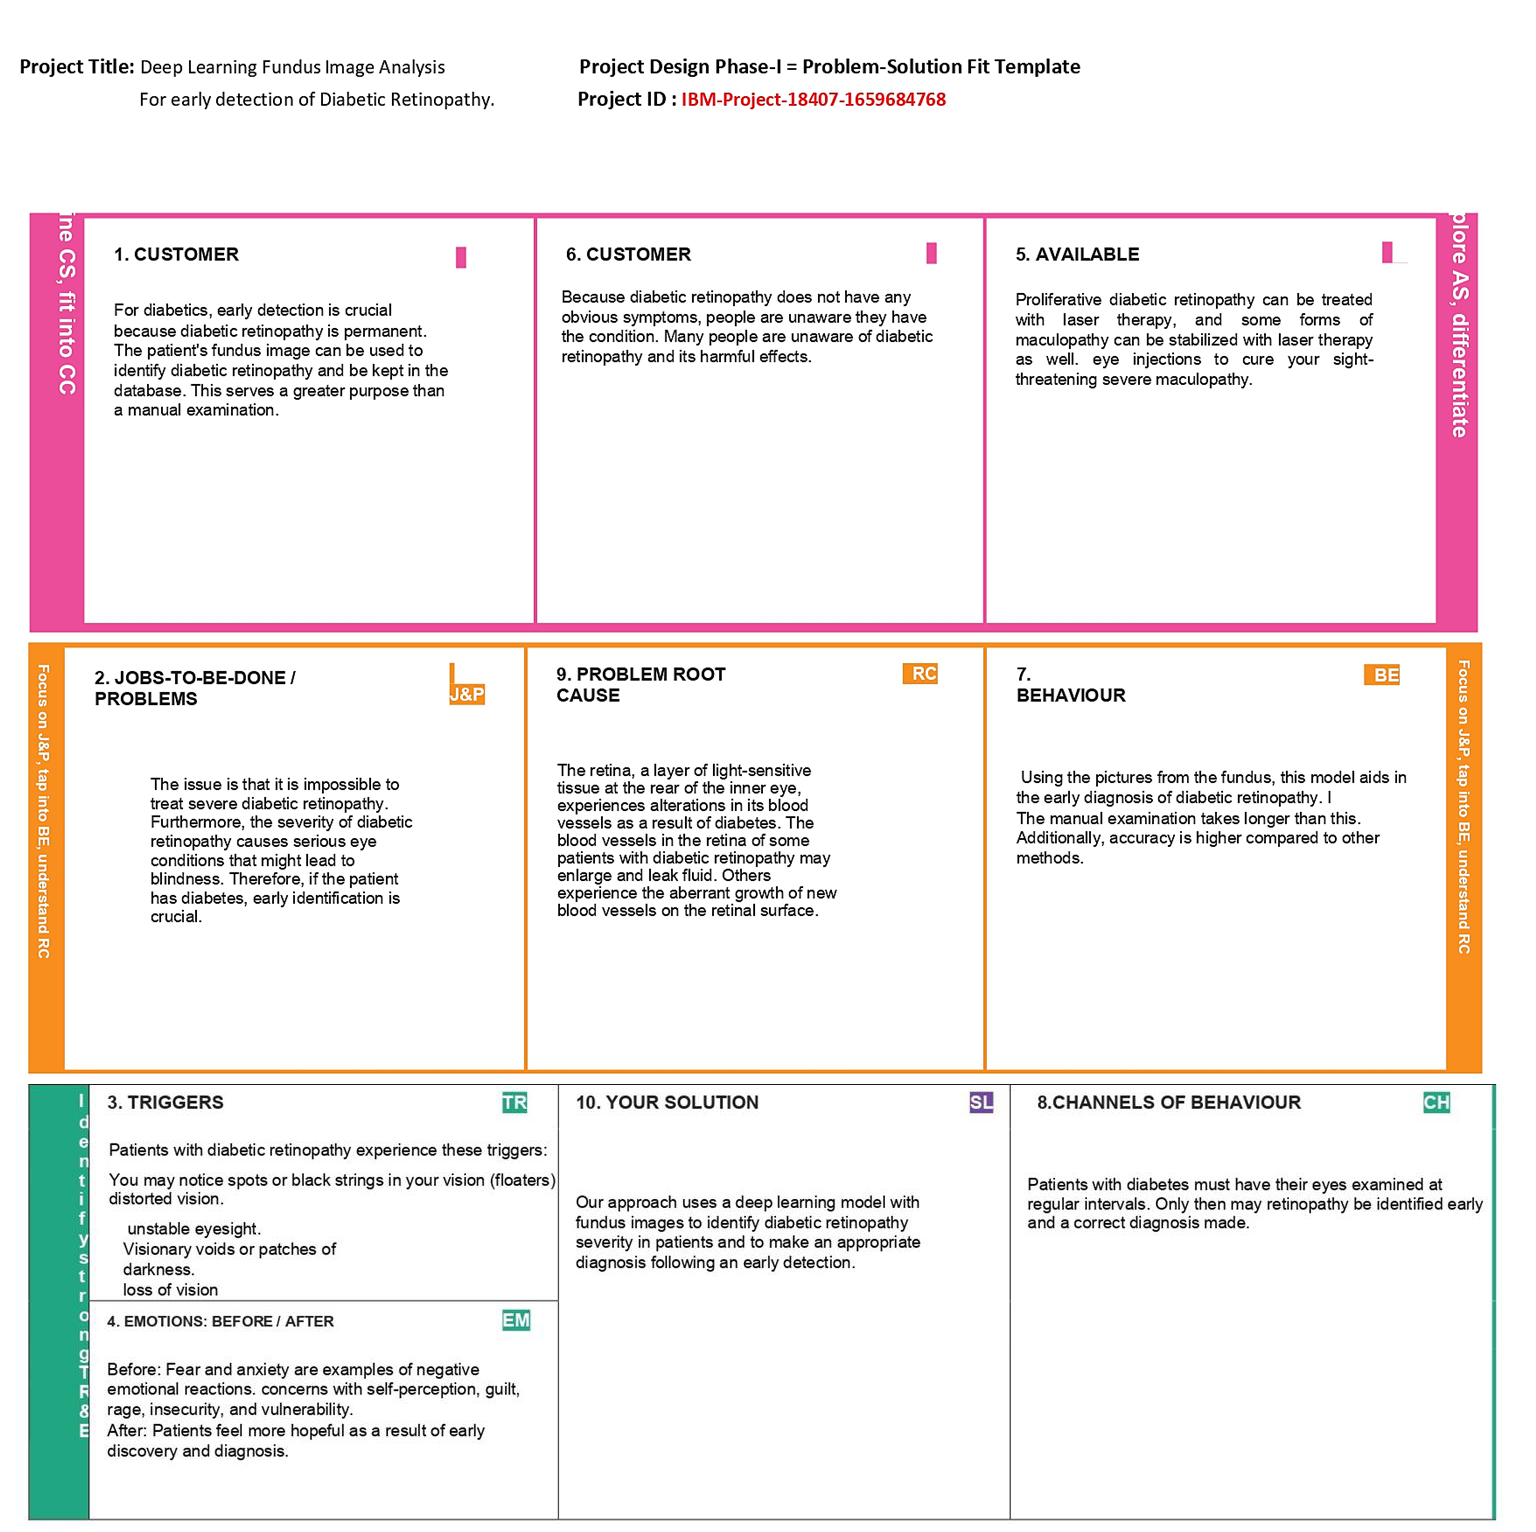 Project Title: Deep Learning Fundus Image Analysis
For early detection of Diabetic Retinopathy.
Project Design Phase-I = Problem-Solution Fit Template
Project ID : IBM-Project-18407-1659684768
CS, fit into CC
1. CUSTOMER
For diabetics, early detection is crucial
because diabetic retinopathy is permanent.
The patient's fundus image can be used to
identify diabetic retinopathy and be kept in the
database. This serves a greater purpose than
a manual examination.
6. CUSTOMER
Because diabetic retinopathy does not have any
obvious symptoms, people are unaware they have
the condition. Many people are unaware of diabetic
retinopathy and its harmful effects.
5. AVAILABLE
Proliferative diabetic retinopathy can be treated
with laser therapy, and some forms of
maculopathy can be stabilized with laser therapy
as well. eye injections to cure your sight-
threatening severe maculopathy.
plore AS, differentiate
Focus on J&P, tap into BE, understand RC
2. JOBS-TO-BE-DONE /
PROBLEMS
J&P
The issue is that it is impossible to
treat severe diabetic retinopathy.
Furthermore, the severity of diabetic
retinopathy causes serious eye
conditions that might lead to
blindness. Therefore, if the patient
has diabetes, early identification is
crucial.
9. PROBLEM ROOT
CAUSE
RC
The retina, a layer of light-sensitive
tissue at the rear of the inner eye,
experiences alterations in its blood
vessels as a result of diabetes. The
blood vessels in the retina of some
patients with diabetic retinopathy may
enlarge and leak fluid. Others
experience the aberrant growth of new
blood vessels on the retinal surface.
7.
BEHAVIOUR
BE
Using the pictures from the fundus, this model aids in
the early diagnosis of diabetic retinopathy. I
The manual examination takes longer than this.
Additionally, accuracy is higher compared to other
methods.
Focus on J&P, tap into BE, understand RC
Identify strong TR & E
3. TRIGGERS
TR
Patients with diabetic retinopathy experience these triggers:
You may notice spots or black strings in your vision (floaters)
distorted vision.
unstable eyesight.
Visionary voids or patches of
darkness.
loss of vision
4. EMOTIONS: BEFORE / AFTER
EM
Before: Fear and anxiety are examples of negative
emotional reactions. concerns with self-perception, guilt,
rage, insecurity, and vulnerability.
After: Patients feel more hopeful as a result of early
discovery and diagnosis.
10. YOUR SOLUTION
SL
Our approach uses a deep learning model with
fundus images to identify diabetic retinopathy
severity in patients and to make an appropriate
diagnosis following an early detection.
8.CHANNELS OF BEHAVIOUR
CH
Patients with diabetes must have their eyes examined at
regular intervals. Only then may retinopathy be identified early
and a correct diagnosis made.